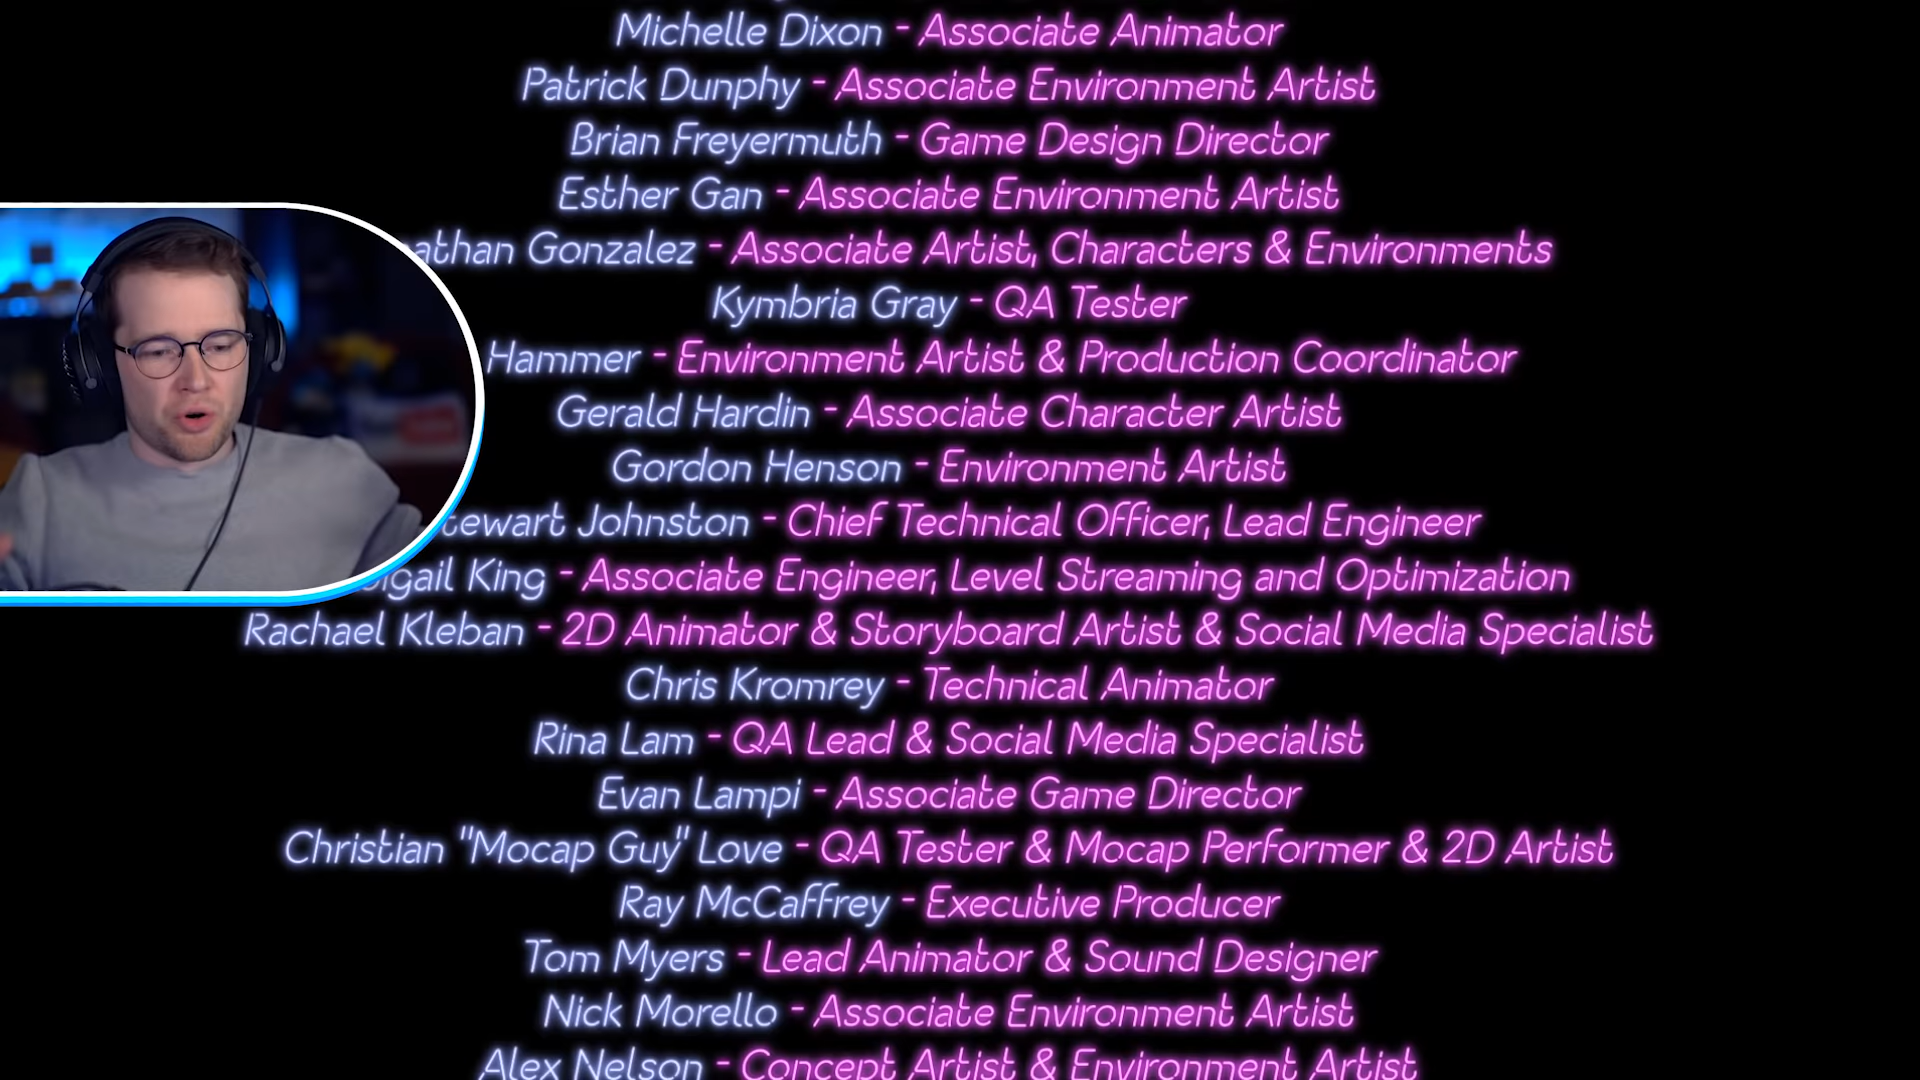 Michelle Dixon - Associate Animator
Patrick Dunphy - Associate Environment Artist
Brian Freyermuth - Game Design Director
Esther Gan - Associate Environment Artist
Gonzalez - Associate Artist, Characters & Environments
Kymbria Gray - QA Tester
Hammer - Environment Artist & Production Coordinator
Gerald Hardin - Associate Character Artist
Gordon Henson - Environment Artist
Johnston - Chief Technical Officer, Lead Engineer
King - Associate Engineer, Level Streaming and Optimization
Rachael Kleban - 2D Animator & Storyboard Artist & Social Media Specialist
Chris Kromrey - Technical Animator
Rina Lam - QA Lead & Social Media Specialist
Evan Lampi - Associate Game Director
Christian "Mocap Guy" Love - QA Tester & Mocap Performer & 2D Artist
Ray McCaffrey - Executive Producer
Tom Myers - Lead Animator & Sound Designer
Nick Morello - Associate Environment Artist
Alex Nelson - Concept Artist & Environment Artist